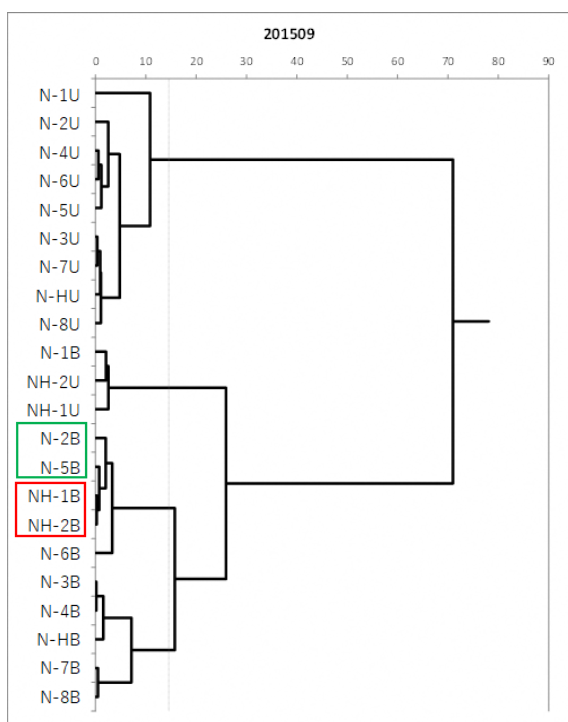 201509
0 10 20 30 40 50 60 70 80 90
N-1U
N-2U
N-4U
N-6U
N-5U
N-3U
N-7U
N-HU
N-8U
N-1B
NH-2U
NH-1U
N-2B
N-5B
NH-1B
NH-2B
N-6B
N-3B
N-4B
N-HB
N-7B
N-8B